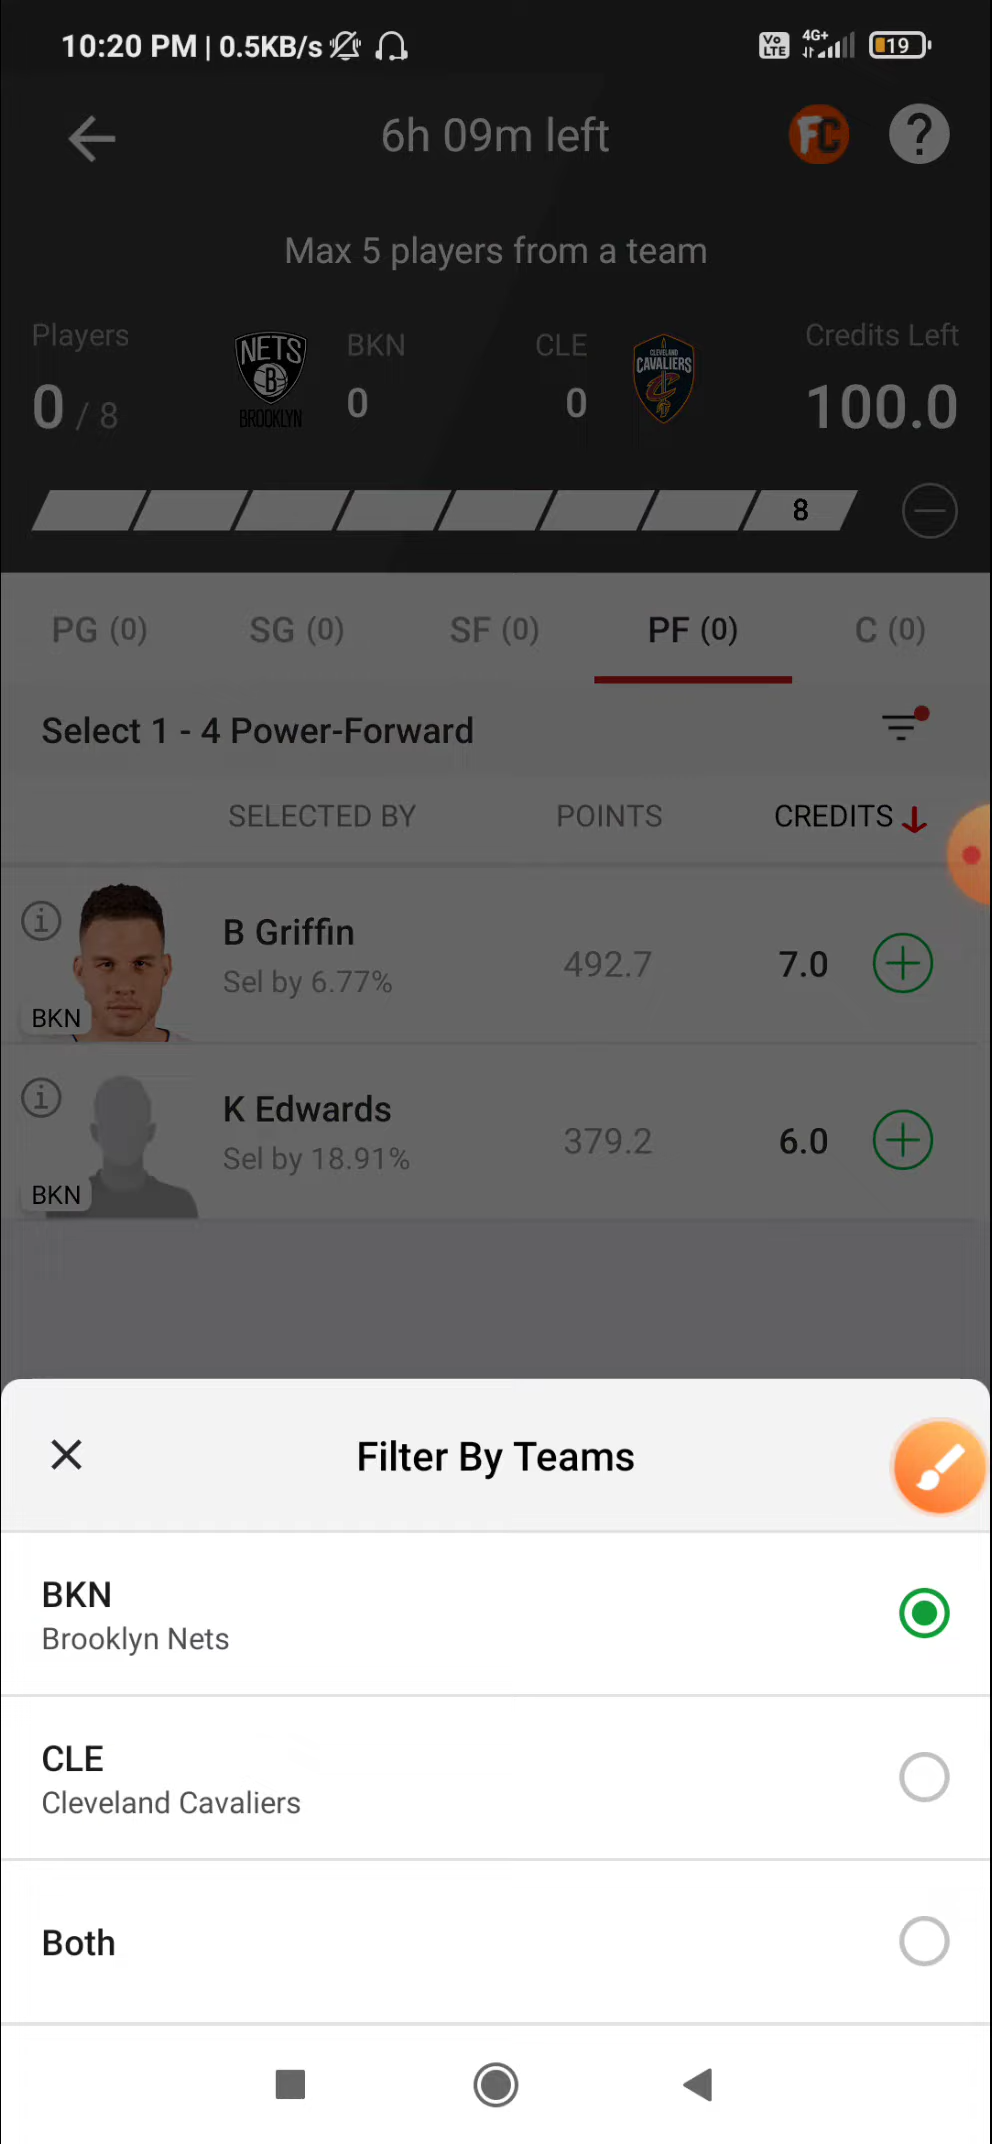 10:20 PM | 0.5KB/s
Vo LTE 4G+ 19
6h 09m left
FC ?
Max 5 players from a team
Players
BKN
CLE
Credits Left
0 / 8
NETS B BROOKLYN
0
0
CLEVELAND CAVALIERS C
100.0
8
PG (0) SG (0) SF (0) PF (0) C (0)
Select 1 - 4 Power-Forward
SELECTED BY POINTS CREDITS
B Griffin
Sel by 6.77%
492.7 7.0
BKN
K Edwards
Sel by 18.91%
379.2 6.0
BKN
Filter By Teams
BKN
Brooklyn Nets
CLE
Cleveland Cavaliers
Both